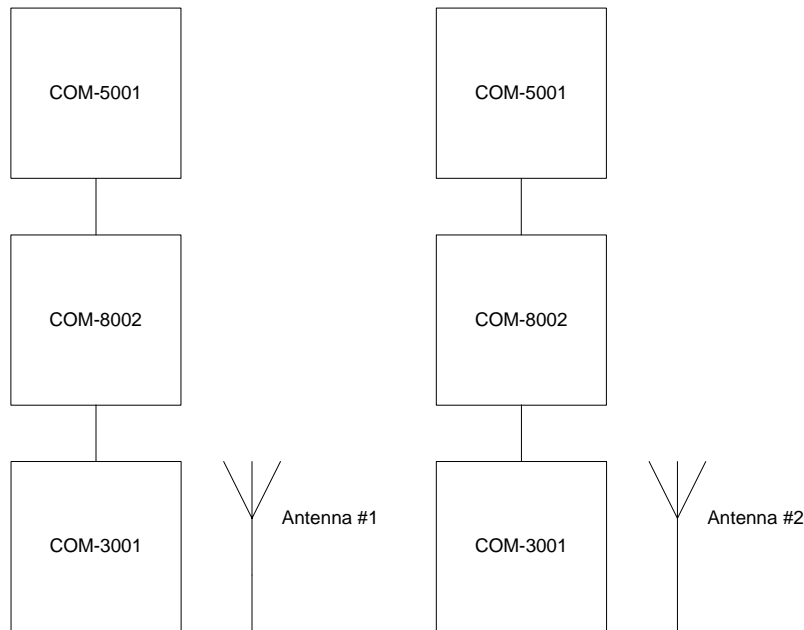 COM-5001
COM-5001
COM-8002
COM-8002
COM-3001
Antenna #1
COM-3001
Antenna #2